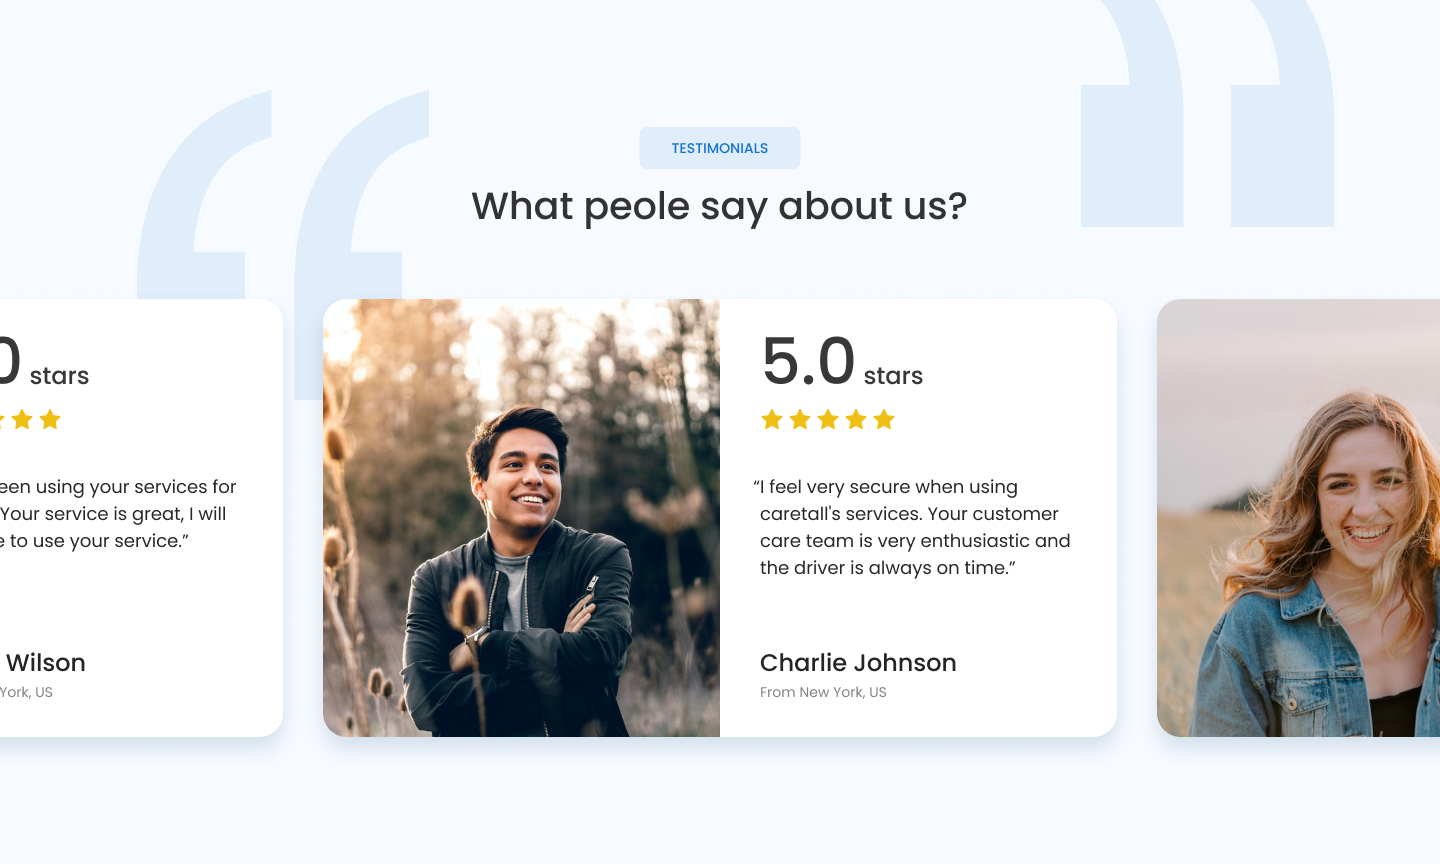 TESTIMONIALS
What peole say about us?
0 stars
een using your services for
Your service is great, I will
e to use your service.”
Wilson
York, US
5.0 stars
“I feel very secure when using
caretall's services. Your customer
care team is very enthusiastic and
the driver is always on time.”
Charlie Johnson
From New York, US